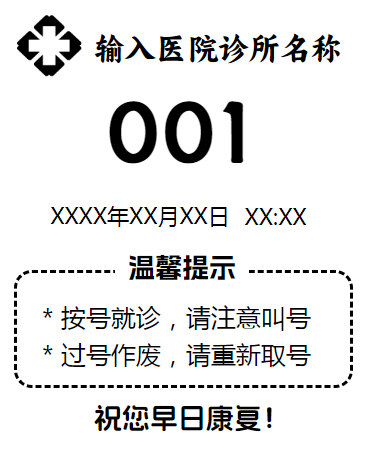 输入医院诊所名称
001
XXXX年XX月XX日 XX:XX
温馨提示
* 按号就诊，请注意叫号
* 过号作废，请重新取号
祝您早日康复！